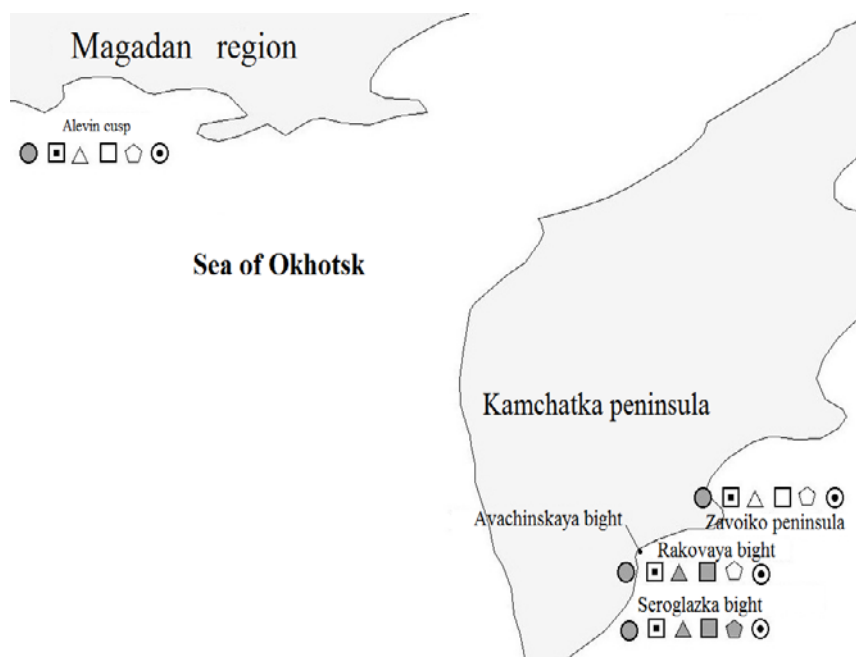 Magadan region
Alevin cusp
Sea of Okhotsk
Kamchatka peninsula
Avachinskaya bight
Zavoiko peninsula
Rakovaya bight
Seroglazka bight